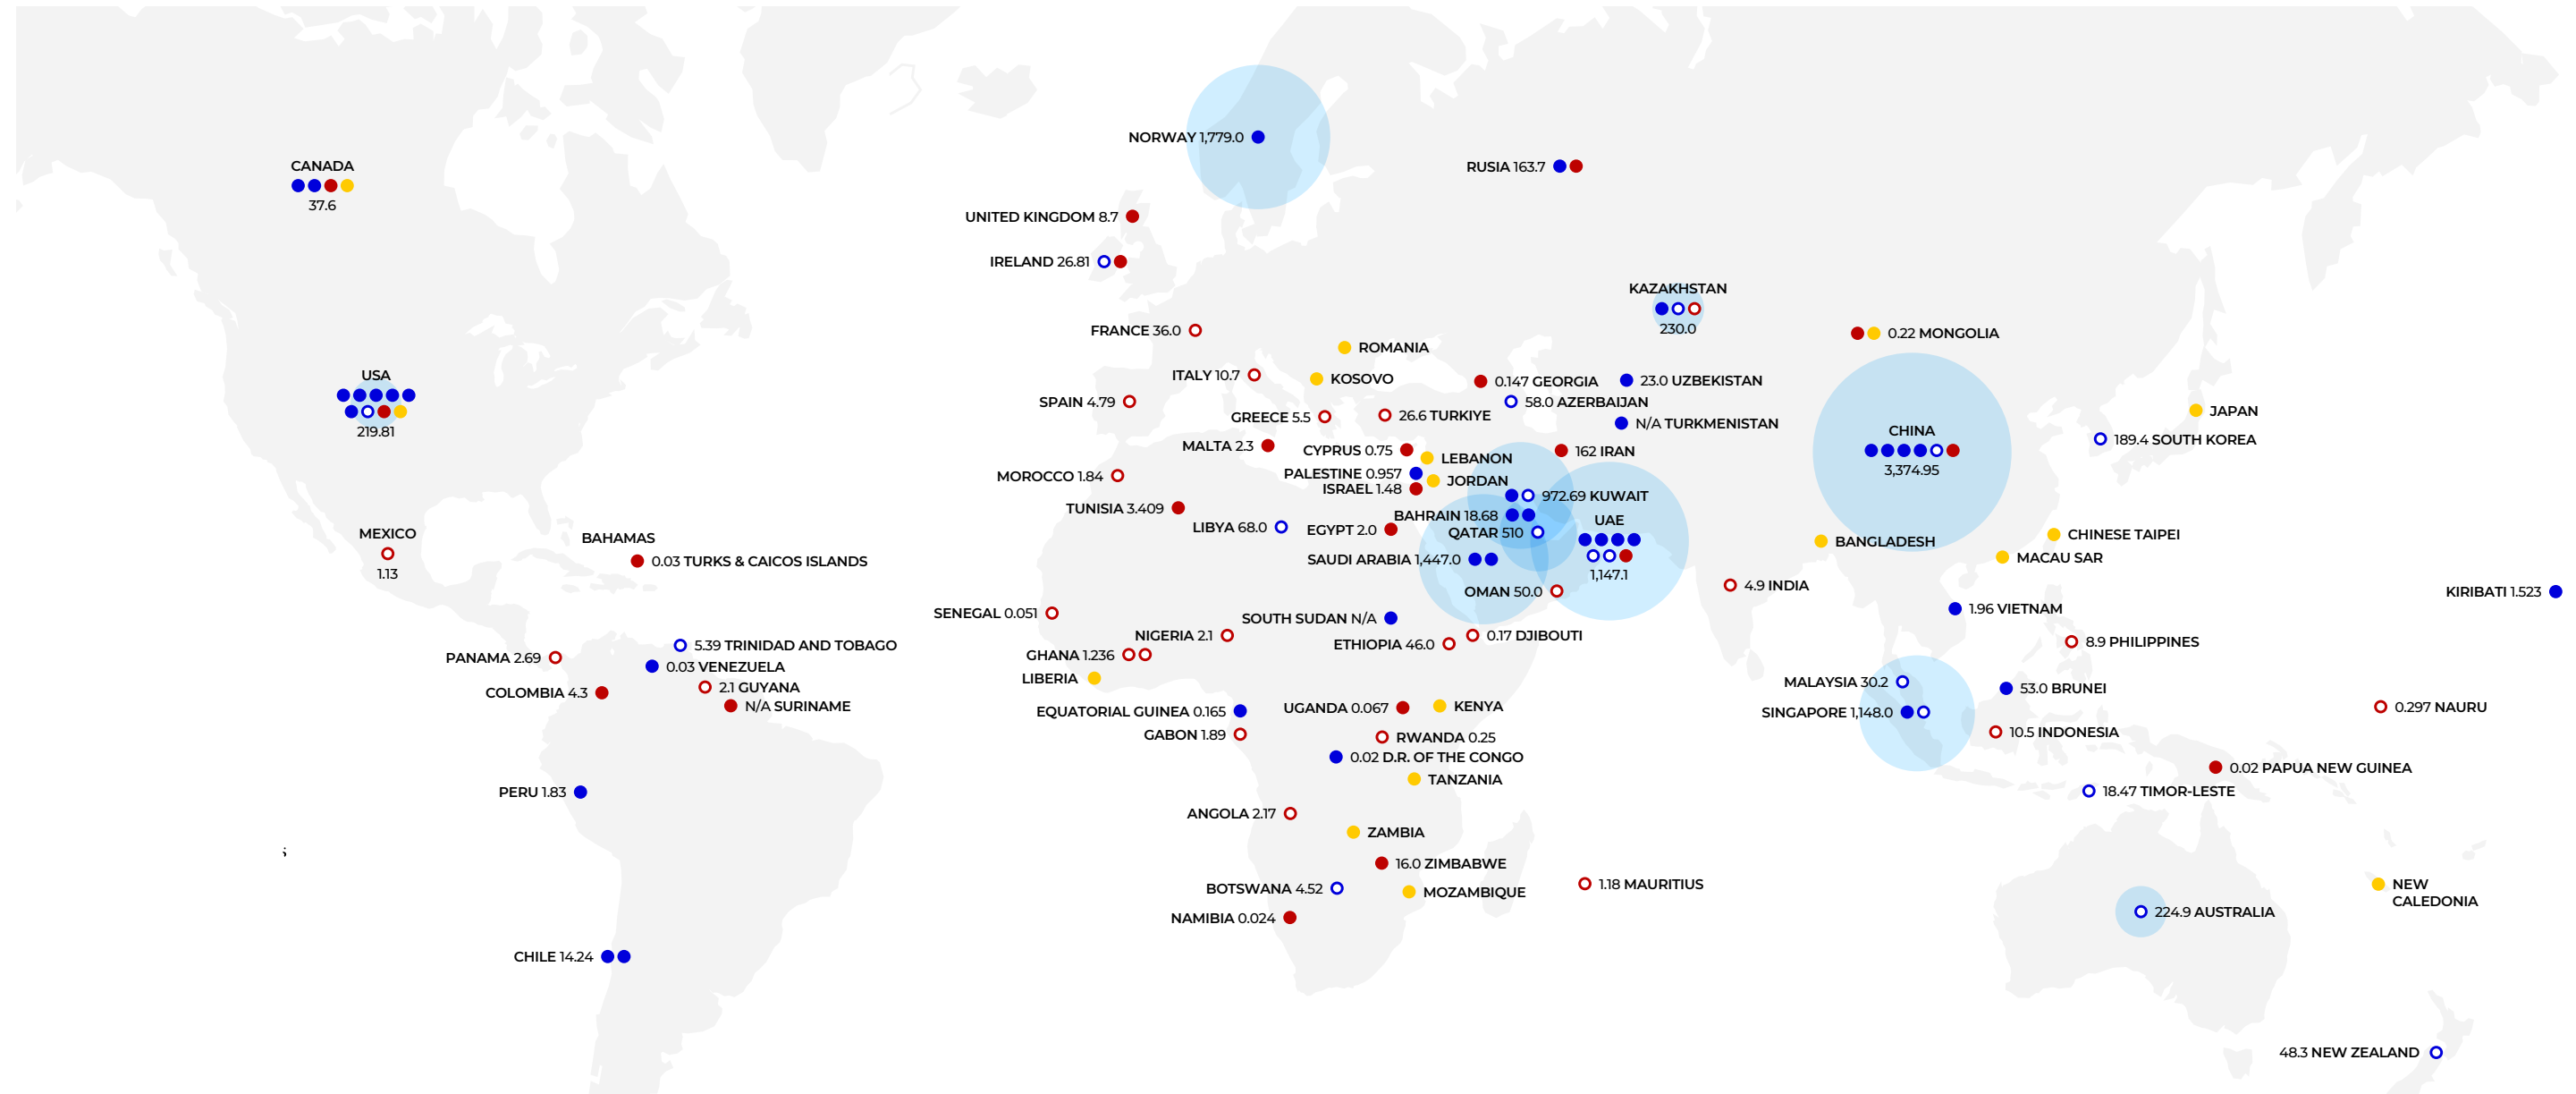 NORWAY 1,779.0
CANADA
37.6
RUSIA 163.7
UNITED KINGDOM 8.7
IRELAND 26.81
KAZAKHSTAN
230.0
FRANCE 36.0
0.22 MONGOLIA
ROMANIA
USA
219.81
ITALY 10.7
KOSOVO
0.147 GEORGIA
23.0 UZBEKISTAN
SPAIN 4.79
58.0 AZERBAIJAN
GREECE 5.5
26.6 TURKIYE
N/A TURKMENISTAN
JAPAN
CHINA
3,374.95
189.4 SOUTH KOREA
MALTA 2.3
CYPRUS 0.75
162 IRAN
LEBANON
PALESTINE 0.957
MOROCCO 1.84
JORDAN
ISRAEL 1.48
972.69 KUWAIT
TUNISIA 3.409
BAHRAIN 18.68
UAE
1,147.1
LIBYA 68.0
EGYPT 2.0
QATAR 510
MEXICO
1.13
BAHAMAS
CHINESE TAIPEI
BANGLADESH
MACAU SAR
0.03 TURKS & CAICOS ISLANDS
SAUDI ARABIA 1,447.0
4.9 INDIA
OMAN 50.0
KIRIBATI 1.523
1.96 VIETNAM
SENEGAL 0.051
SOUTH SUDAN N/A
NIGERIA 2.1
0.17 DJIBOUTI
8.9 PHILIPPINES
5.39 TRINIDAD AND TOBAGO
ETHIOPIA 46.0
GHANA 1.236
PANAMA 2.69
0.03 VENEZUELA
LIBERIA
MALAYSIA 30.2
2.1 GUYANA
53.0 BRUNEI
COLOMBIA 4.3
N/A SURINAME
UGANDA 0.067
KENYA
0.297 NAURU
EQUATORIAL GUINEA 0.165
SINGAPORE 1,148.0
10.5 INDONESIA
GABON 1.89
RWANDA 0.25
0.02 D.R. OF THE CONGO
0.02 PAPUA NEW GUINEA
TANZANIA
PERU 1.83
18.47 TIMOR-LESTE
ANGOLA 2.17
ZAMBIA
16.0 ZIMBABWE
1.18 MAURITIUS
NEW
CALEDONIA
BOTSWANA 4.52
MOZAMBIQUE
224.9 AUSTRALIA
NAMIBIA 0.024
CHILE 14.24
48.3 NEW ZEALAND